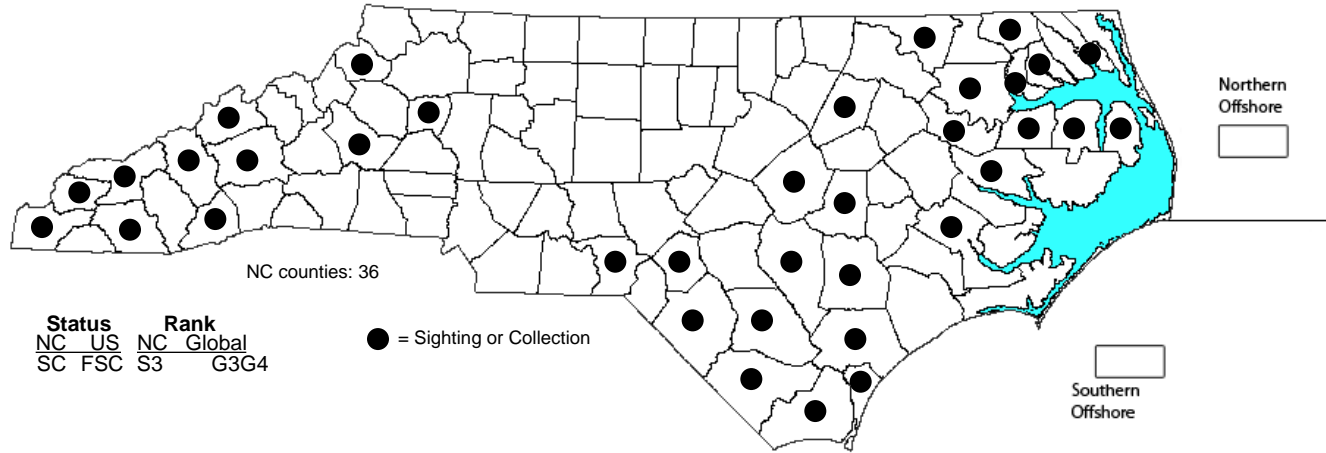 Northern
Offshore
NC counties: 36
Status Rank
NC US NC Global
SC FSC S3 G3G4
= Sighting or Collection
Southern
Offshore